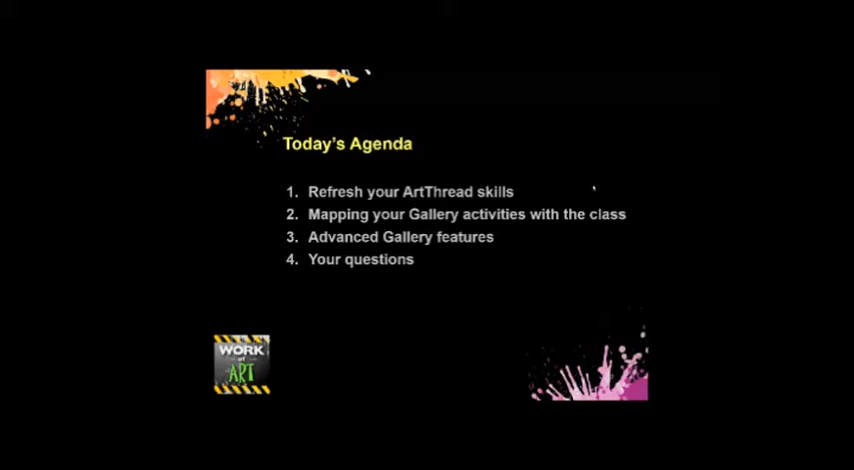 Today's Agenda
1. Refresh your ArtThread skills
2. Mapping your Gallery activities with the class
3. Advanced Gallery features
4. Your questions
WORK
of
ART